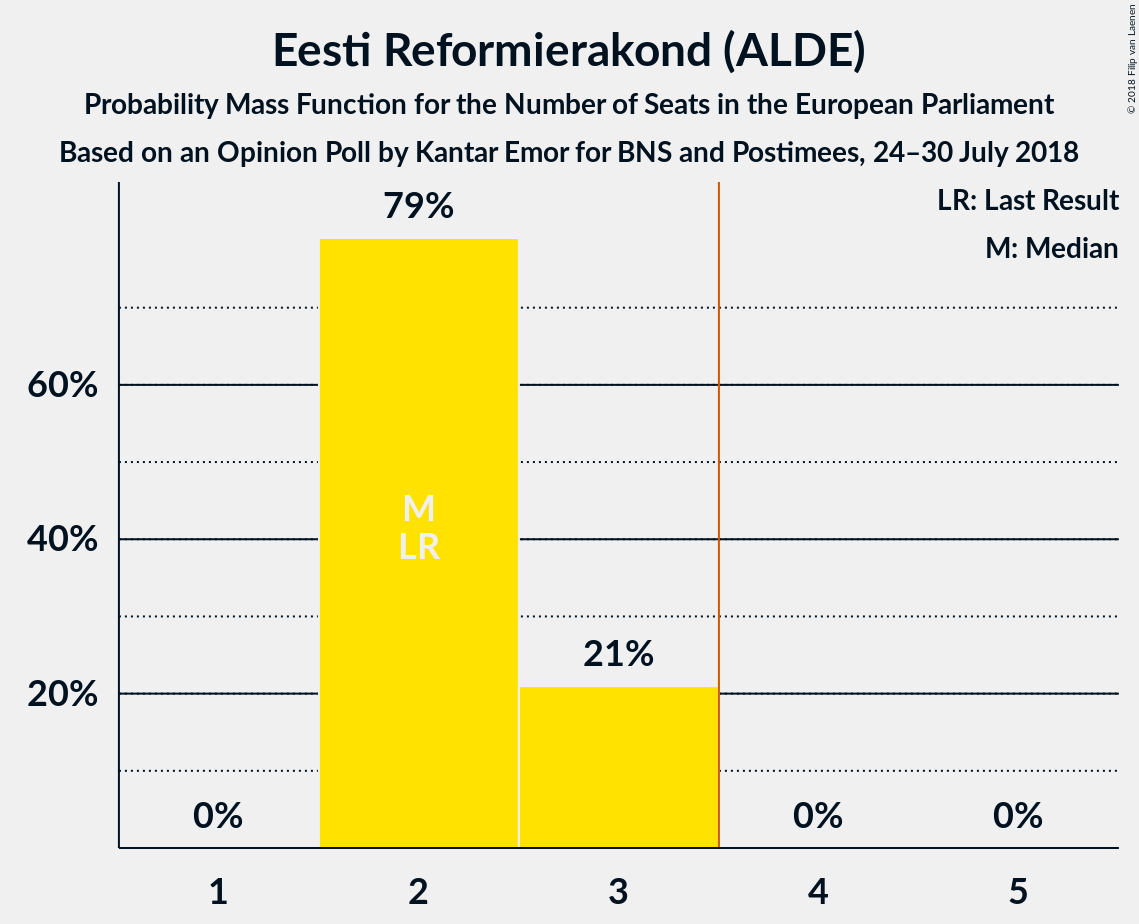 Eesti Reformierakond (ALDE)
Probability Mass Function for the Number of Seats in the European Parliament
Based on an Opinion Poll by Kantar Emor for BNS and Postimees, 24–30 July 2018
© 2018 Filip van Laenen
LR: Last Result
M: Median
79%
60%
M
LR
40%
21%
20%
0%
0%
0%
1
2
3
4
5